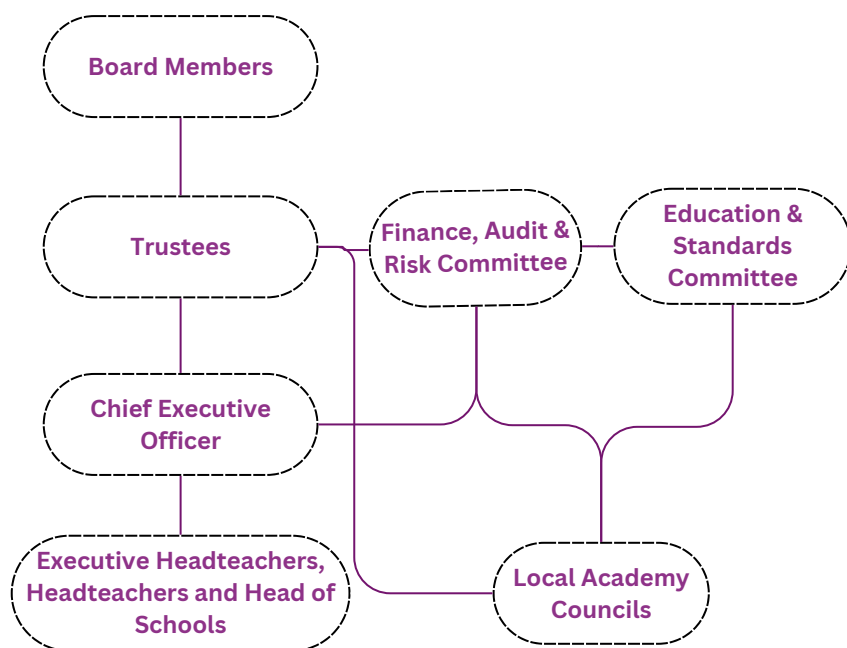 Board Members
Trustees
Finance, Audit &
Risk Committee
Education &
Standards
Committee
Chief Executive
Officer
Executive Headteachers,
Headteachers and Head of
Schools
Local Academy
Councils